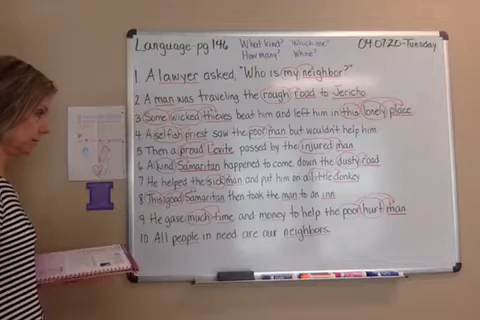 Language-pg 146
What kind? Which one?
How many? Whose?
04.07.20-Tuesday
1 A lawyer asked, "Who is my neighbor?"
2 A man was traveling the rough road to Jericho
3 Some wicked thieves beat him and left him in this lonely place
4 A selfish priest saw the poor man but wouldn't help him
5 Then a proud Levite passed by the injured man
6 A kind Samaritan happened to come down the dusty road
7 He helped the sick man and put him on a little donkey
8 This good Samaritan then took the man to an inn
9 He gave much time and money to help the poor hurt man
10 All people in need are our neighbors.